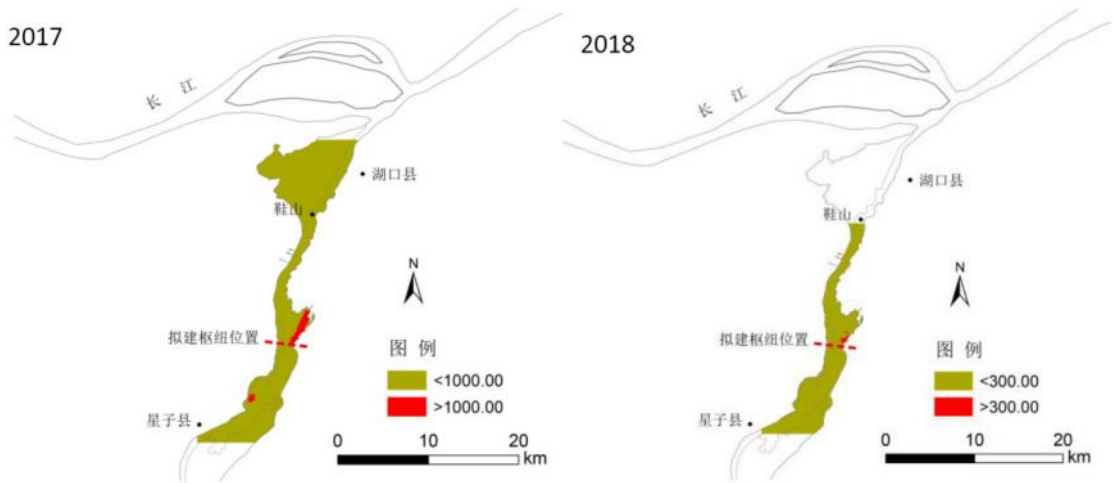 2017
长江
湖口县
鞋山
N
拟建枢纽位置
图 例
<1000.00
>1000.00
星子县
0 10 20
km
2018
长江
湖口县
鞋山
N
拟建枢纽位置
图 例
<300.00
>300.00
星子县
0 10 20
km